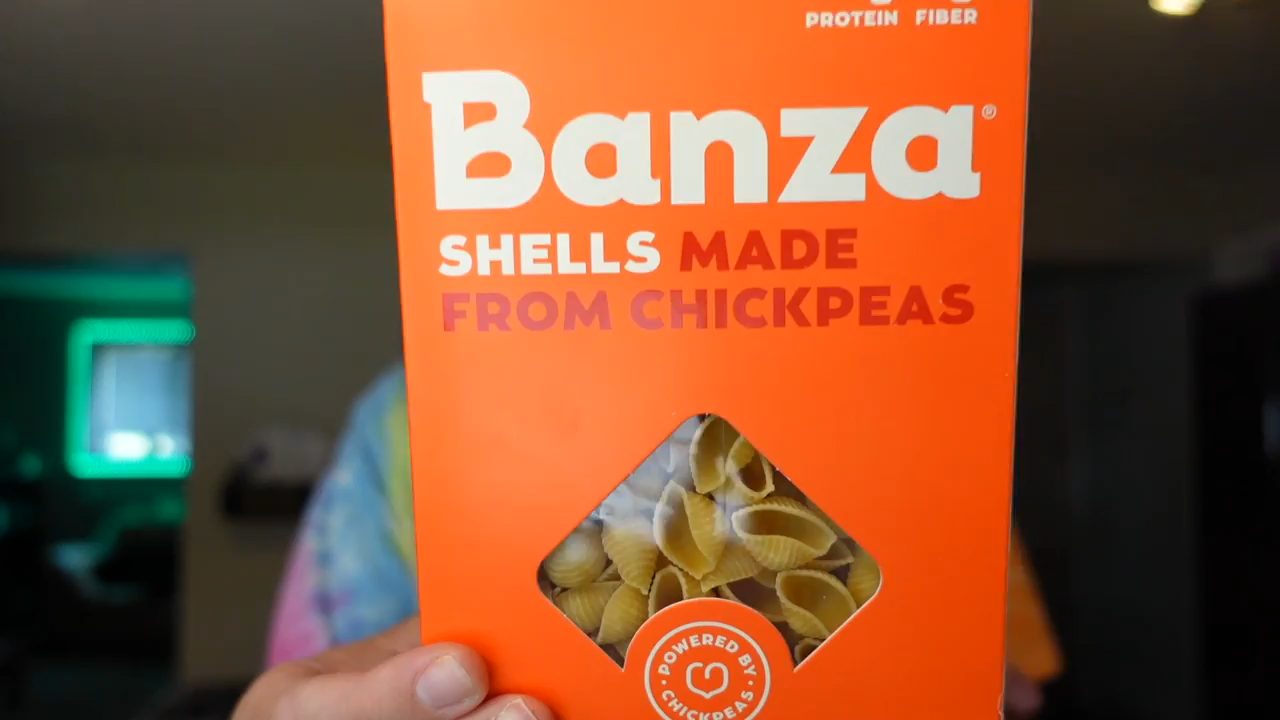 PROTEIN FIBER
Banza®
SHELLS MADE
FROM CHICKPEAS
POWERED BY
CHICKPEAS